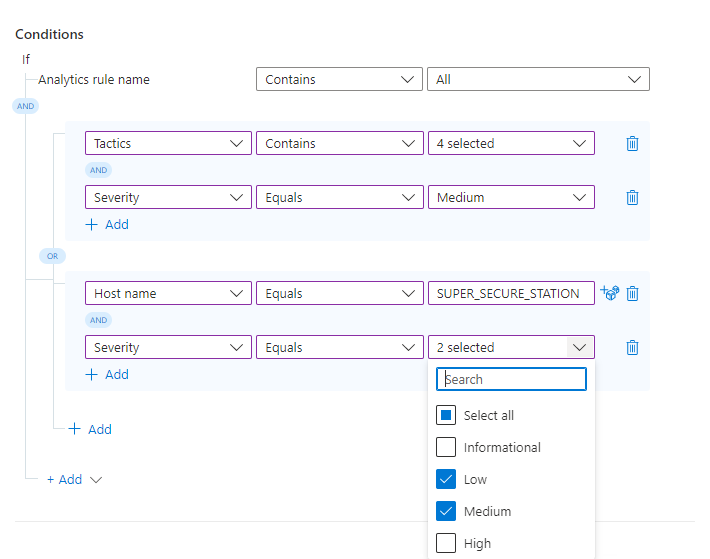 Conditions
If
Analytics rule name Contains All
AND
Tactics Contains 4 selected
AND
Severity Equals Medium
+ Add
OR
Host name Equals SUPER_SECURE_STATION
AND
Severity Equals 2 selected
+ Add
Search
Select all
+ Add
Informational
+ Add
Low
Medium
High